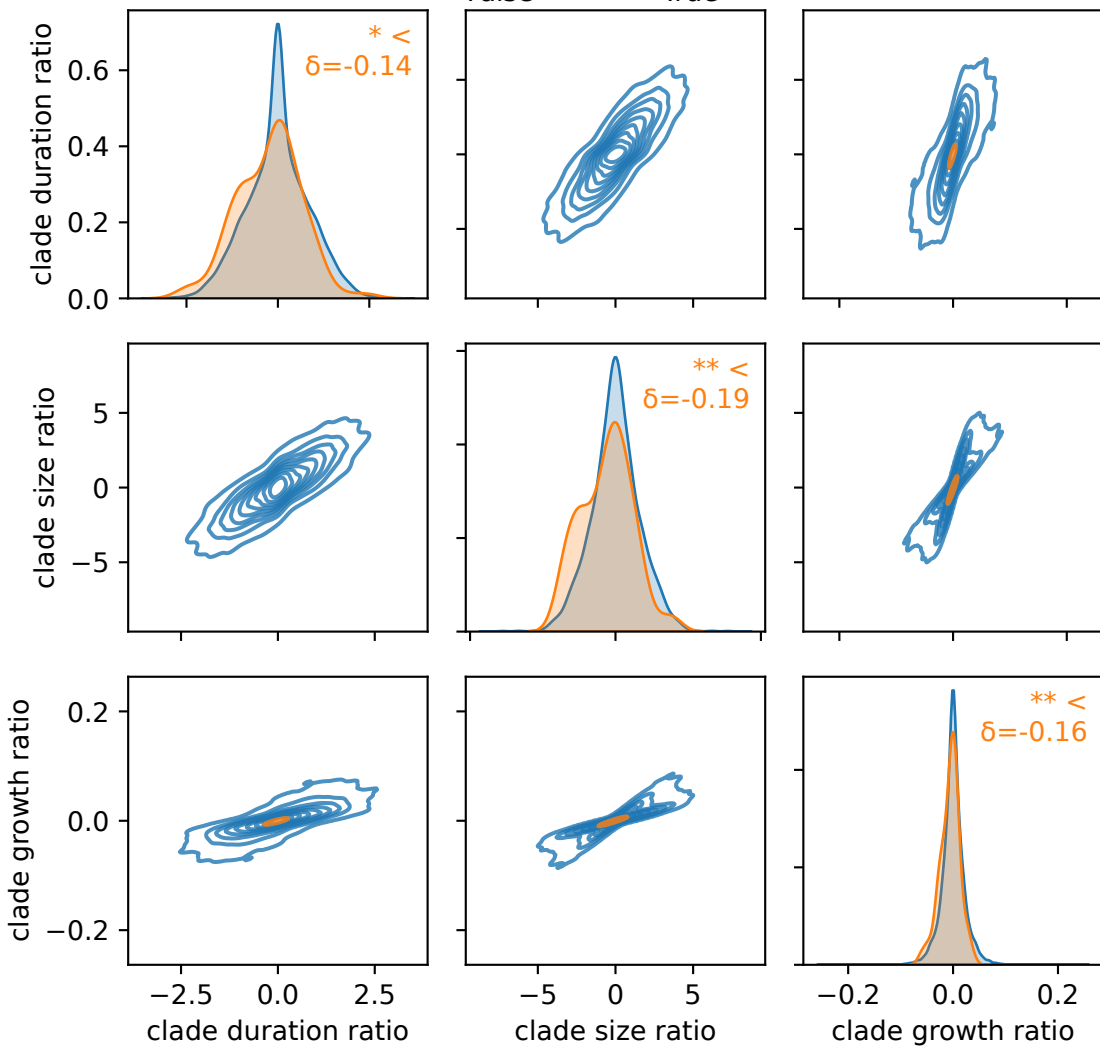 clade duration ratio
0.6
0.4
0.2
0.0
* <
δ=-0.14
clade size ratio
5
0
−5
** <
δ=-0.19
clade growth ratio
0.2
0.0
−0.2
** <
δ=-0.16
−2.5 0.0 2.5
−5 0 5
−0.2 0.0 0.2
clade duration ratio
clade size ratio
clade growth ratio